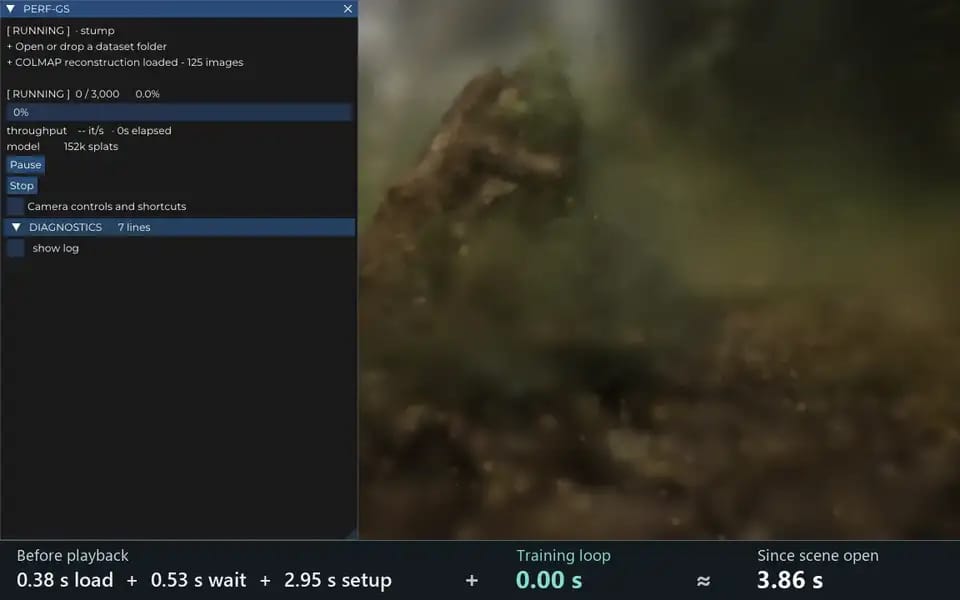 PERF-GS
[ RUNNING ] · stump
+ Open or drop a dataset folder
+ COLMAP reconstruction loaded - 125 images
[ RUNNING ] 0 / 3,000 0.0%
0%
throughput -- it/s · 0s elapsed
model 152k splats
Pause
Stop
Camera controls and shortcuts
DIAGNOSTICS 7 lines
show log
Before playback Training loop Since scene open
0.38 s load + 0.53 s wait + 2.95 s setup + 0.00 s ≈ 3.86 s